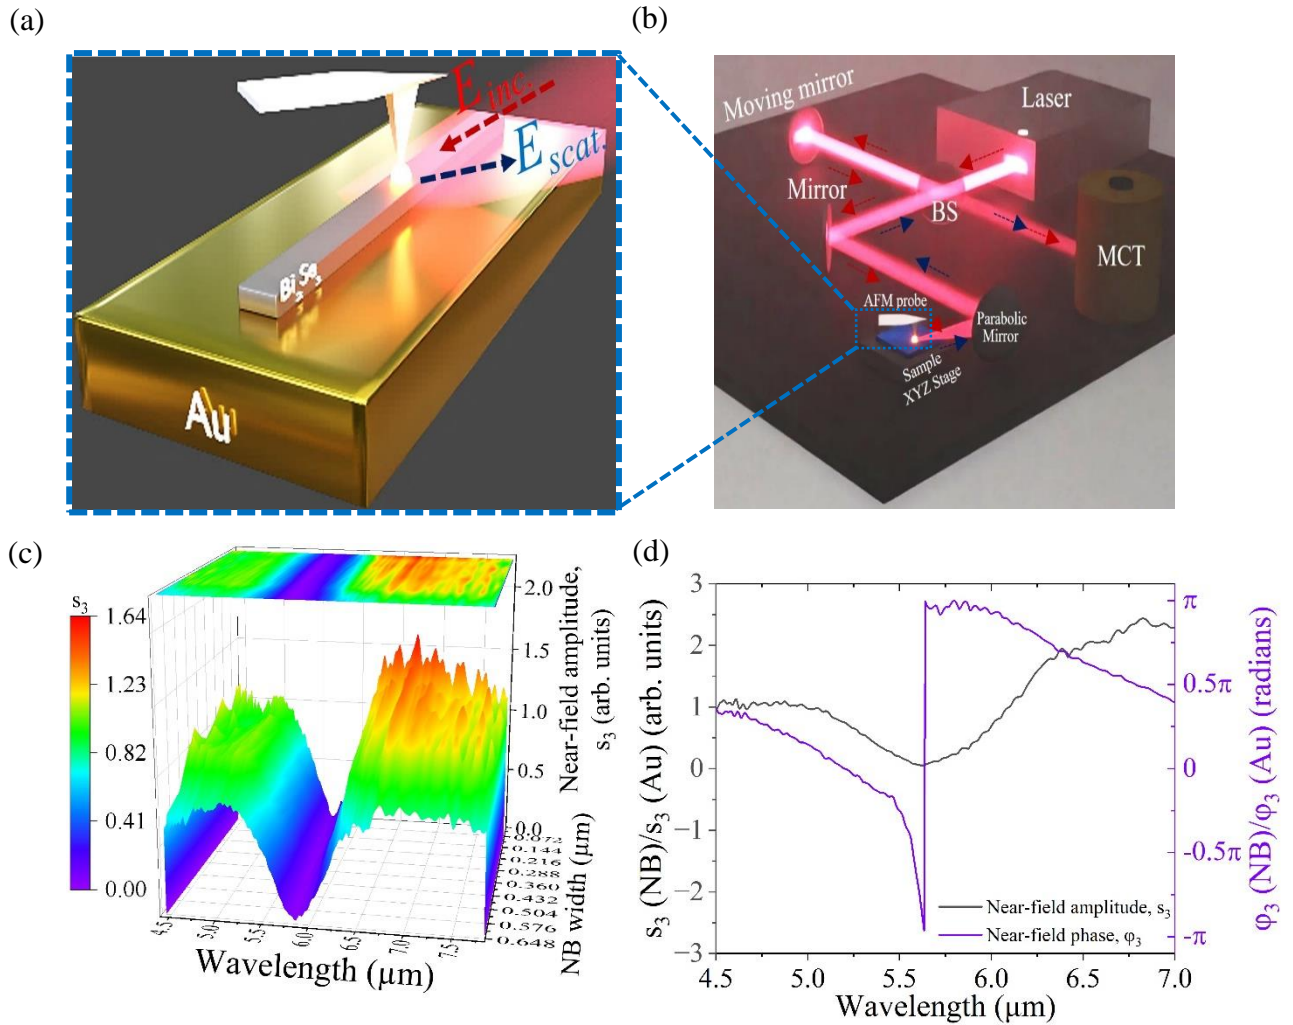 (a)
E inc.
E scat.
Bi2Se3
Au
(b)
Moving mirror
Laser
Mirror
BS
MCT
AFM probe
Parabolic
Mirror
Sample
XYZ Stage
(c)
s3
1.64
1.23
0.82
0.41
0.00
2.0
1.5
1.0
0.5
0.0
Near-field amplitude,
s3 (arb. units)
0.072
0.144
0.216
0.288
0.360
0.432
0.504
0.576
0.648
NB width (μm)
4.5 5.0 5.5 6.0 6.5 7.0 7.5
Wavelength (μm)
(d)
s3 (NB)/s3 (Au) (arb. units)
3
2
1
0
−1
−2
−3
π
0.5π
0
-0.5π
-π
φ3 (NB)/φ3 (Au) (radians)
Near-field amplitude, s3
Near-field phase, φ3
4.5 5.0 5.5 6.0 6.5 7.0
Wavelength (μm)